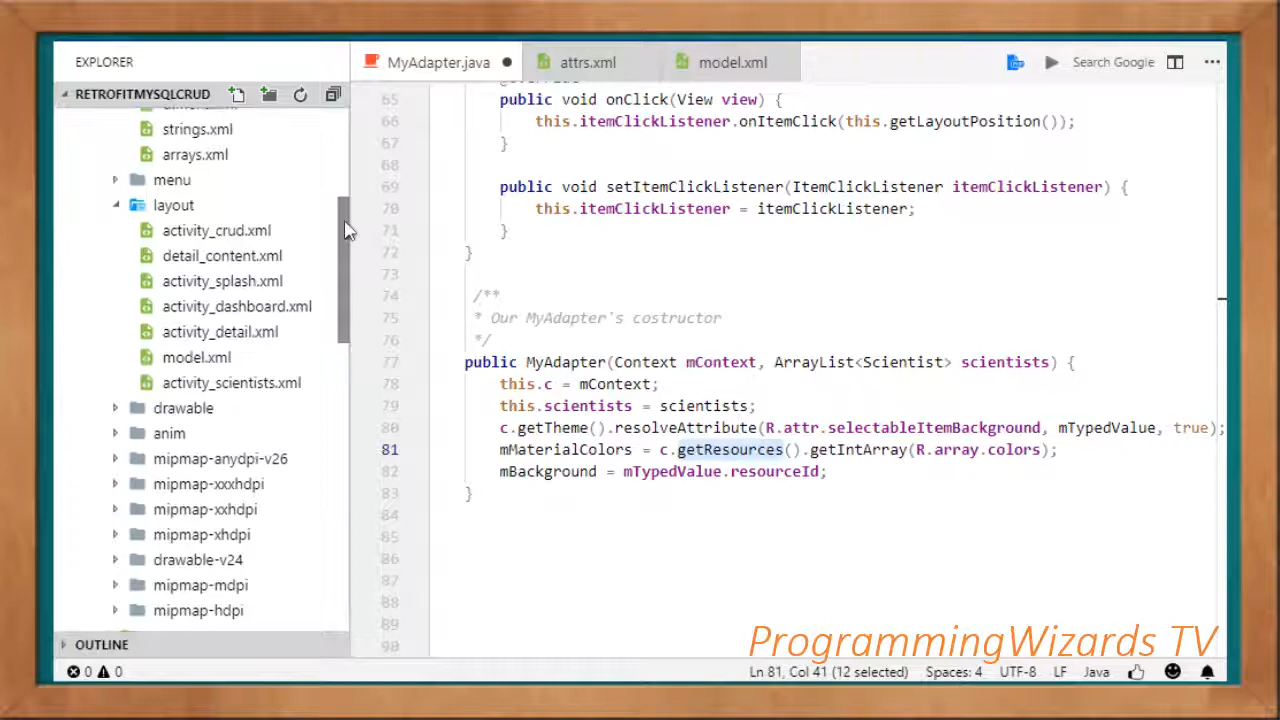 EXPLORER
RETROFITMYSQLCRUD
strings.xml
arrays.xml
menu
layout
activity_crud.xml
detail_content.xml
activity_splash.xml
activity_dashboard.xml
activity_detail.xml
model.xml
activity_scientists.xml
drawable
anim
mipmap-anydpi-v26
mipmap-xxxhdpi
mipmap-xxhdpi
mipmap-xhdpi
drawable-v24
mipmap-mdpi
mipmap-hdpi
OUTLINE
MyAdapter.java
attrs.xml
model.xml
Search Google
65 public void onClick(View view) {
66 this.itemClickListener.onItemClick(this.getLayoutPosition());
67 }
68
69 public void setItemClickListener(ItemClickListener itemClickListener) {
70 this.itemClickListener = itemClickListener;
71 }
72 }
73
74 /**
75 * Our MyAdapter's costructor
76 */
77 public MyAdapter(Context mContext, ArrayList<Scientist> scientists) {
78 this.c = mContext;
79 this.scientists = scientists;
80 c.getTheme().resolveAttribute(R.attr.selectableItemBackground, mTypedValue, true);
81 mMaterialColors = c.getResources().getIntArray(R.array.colors);
82 mBackground = mTypedValue.resourceId;
83 }
84
85
86
87
88
89
90
ProgrammingWizards TV
0 0
Ln 81, Col 41 (12 selected) Spaces: 4 UTF-8 LF Java